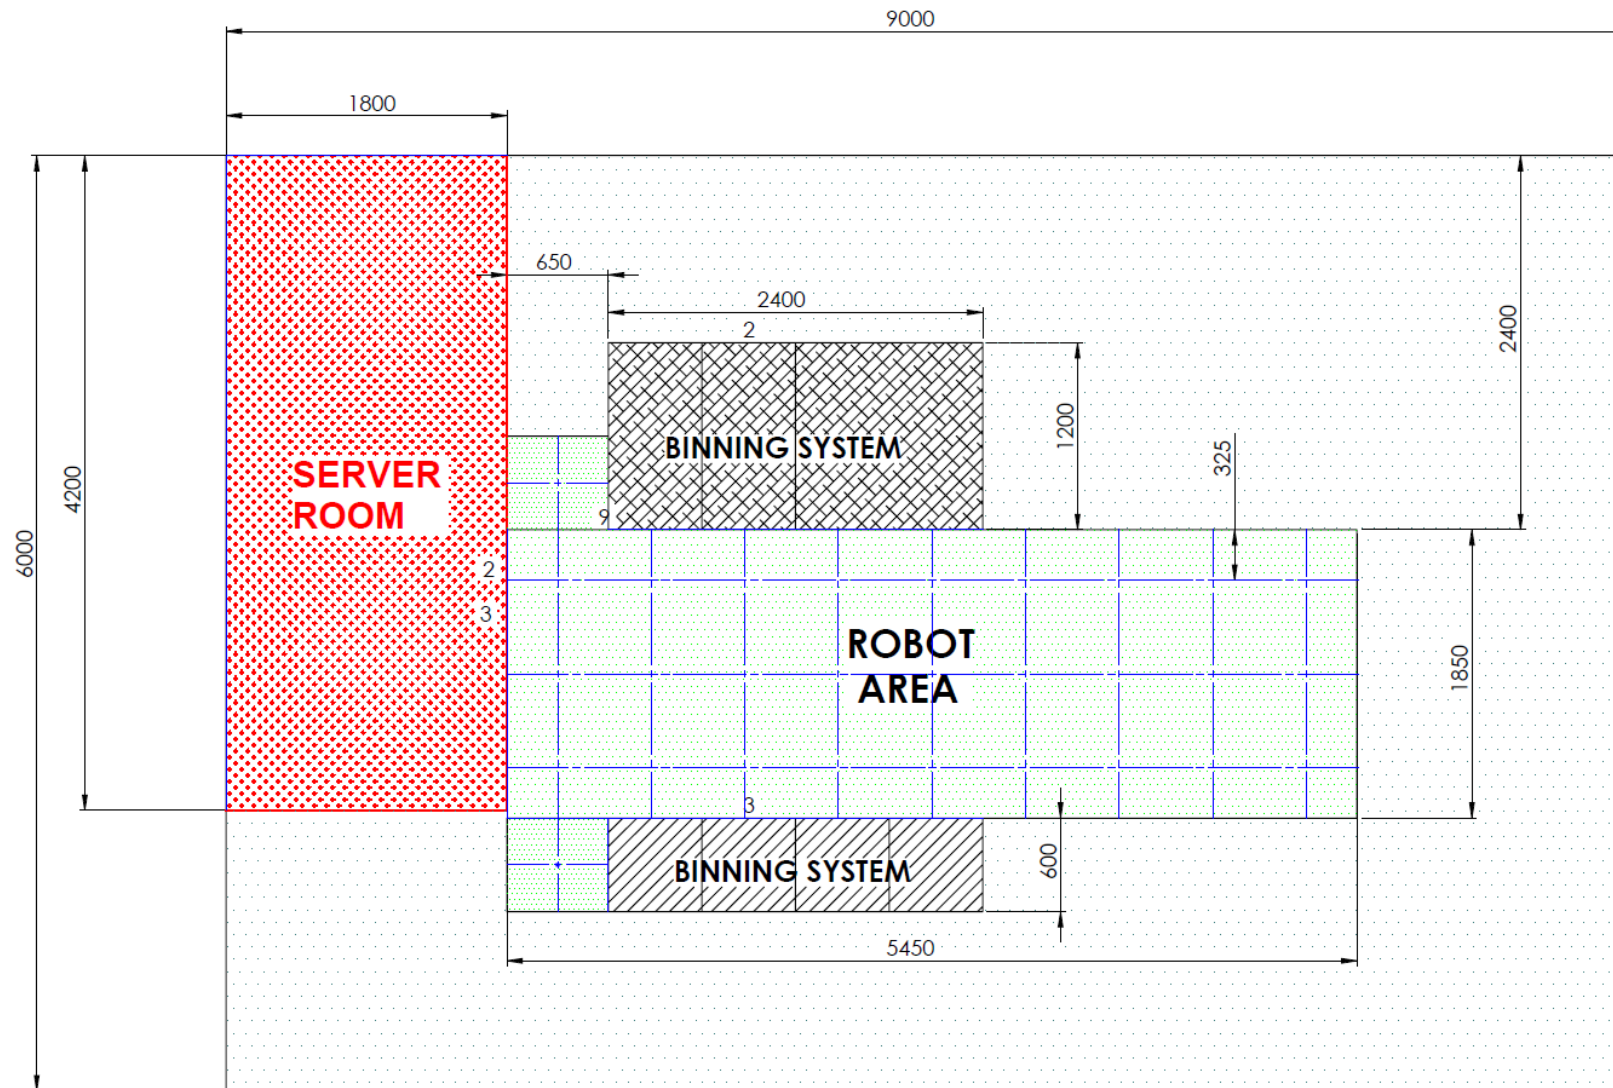 9000
1800
650
2400
2
2400
1200
325
BINNING SYSTEM
SERVER
ROOM
4200
9
6000
2
3
ROBOT
AREA
1850
3
600
BINNING SYSTEM
5450